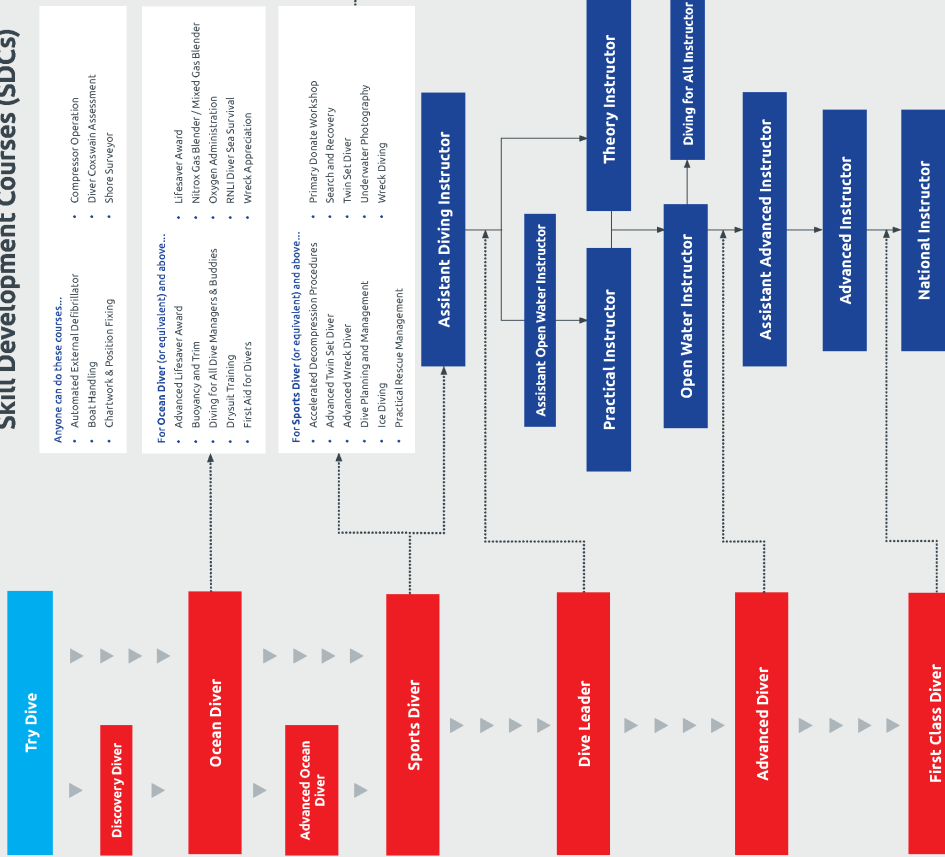 Skill Development Courses (SDCs)
Anyone can do these courses...
• Automated External Defibrillator
• Boat Handling
• Chartwork & Position Fixing
• Compressor Operation
• Diver Coxswain Assessment
• Shore Surveyor
For Ocean Diver (or equivalent) and above...
• Advanced Lifesaver Award
• Buoyancy and Trim
• Diving for All Dive Managers & Buddies
• Drysuit Training
• First Aid for Divers
• Lifesaver Award
• Nitrox Gas Blender / Mixed Gas Blender
• Oxygen Administration
• RNLI Diver Sea Survival
• Wreck Appreciation
For Sports Diver (or equivalent) and above...
• Accelerated Decompression Procedures
• Advanced Twin Set Diver
• Advanced Wreck Diver
• Dive Planning and Management
• Ice Diving
• Practical Rescue Management
• Primary Donate Workshop
• Search and Recovery
• Twin Set Diver
• Underwater Photography
• Wreck Diving
Try Dive
Discovery Diver
Ocean Diver
Advanced Ocean
Diver
Sports Diver
Dive Leader
Advanced Diver
First Class Diver
Assistant Diving Instructor
Assistant Open Water Instructor
Practical Instructor
Theory Instructor
Open Water Instructor
Diving for All Instructor
Assistant Advanced Instructor
Advanced Instructor
National Instructor